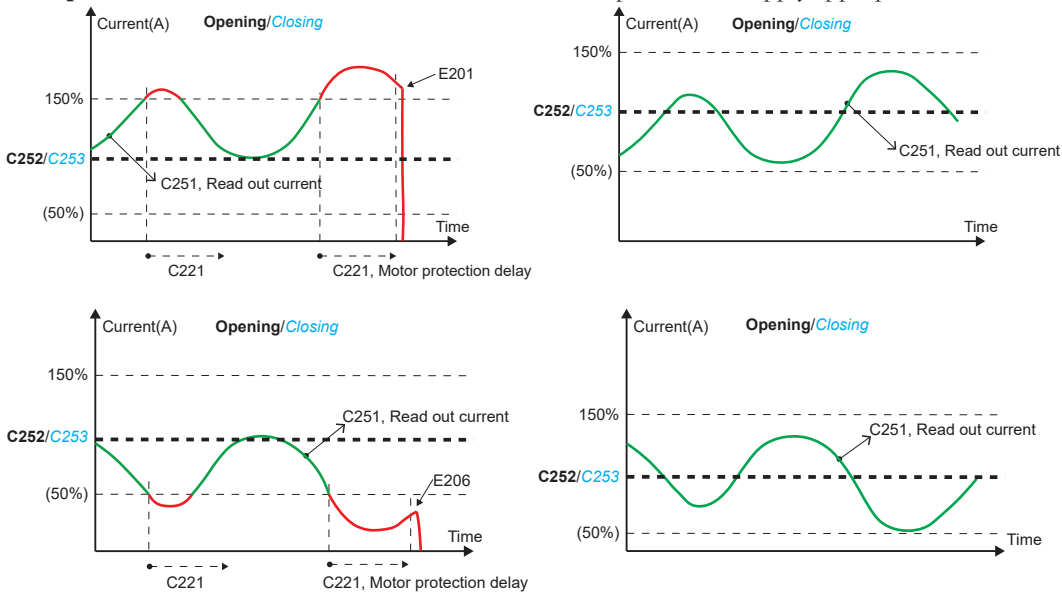 Current(A) Opening/Closing
E201
150%
C252/C253
C251, Read out current
(50%)
Time
C221
C221, Motor protection delay
Current(A) Opening/Closing
150%
C252/C253
C251, Read out current
(50%)
Time
Current(A) Opening/Closing
150%
C251, Read out current
C252/C253
E206
(50%)
Time
C221
C221, Motor protection delay
Current(A) Opening/Closing
150%
C251, Read out current
C252/C253
(50%)
Time